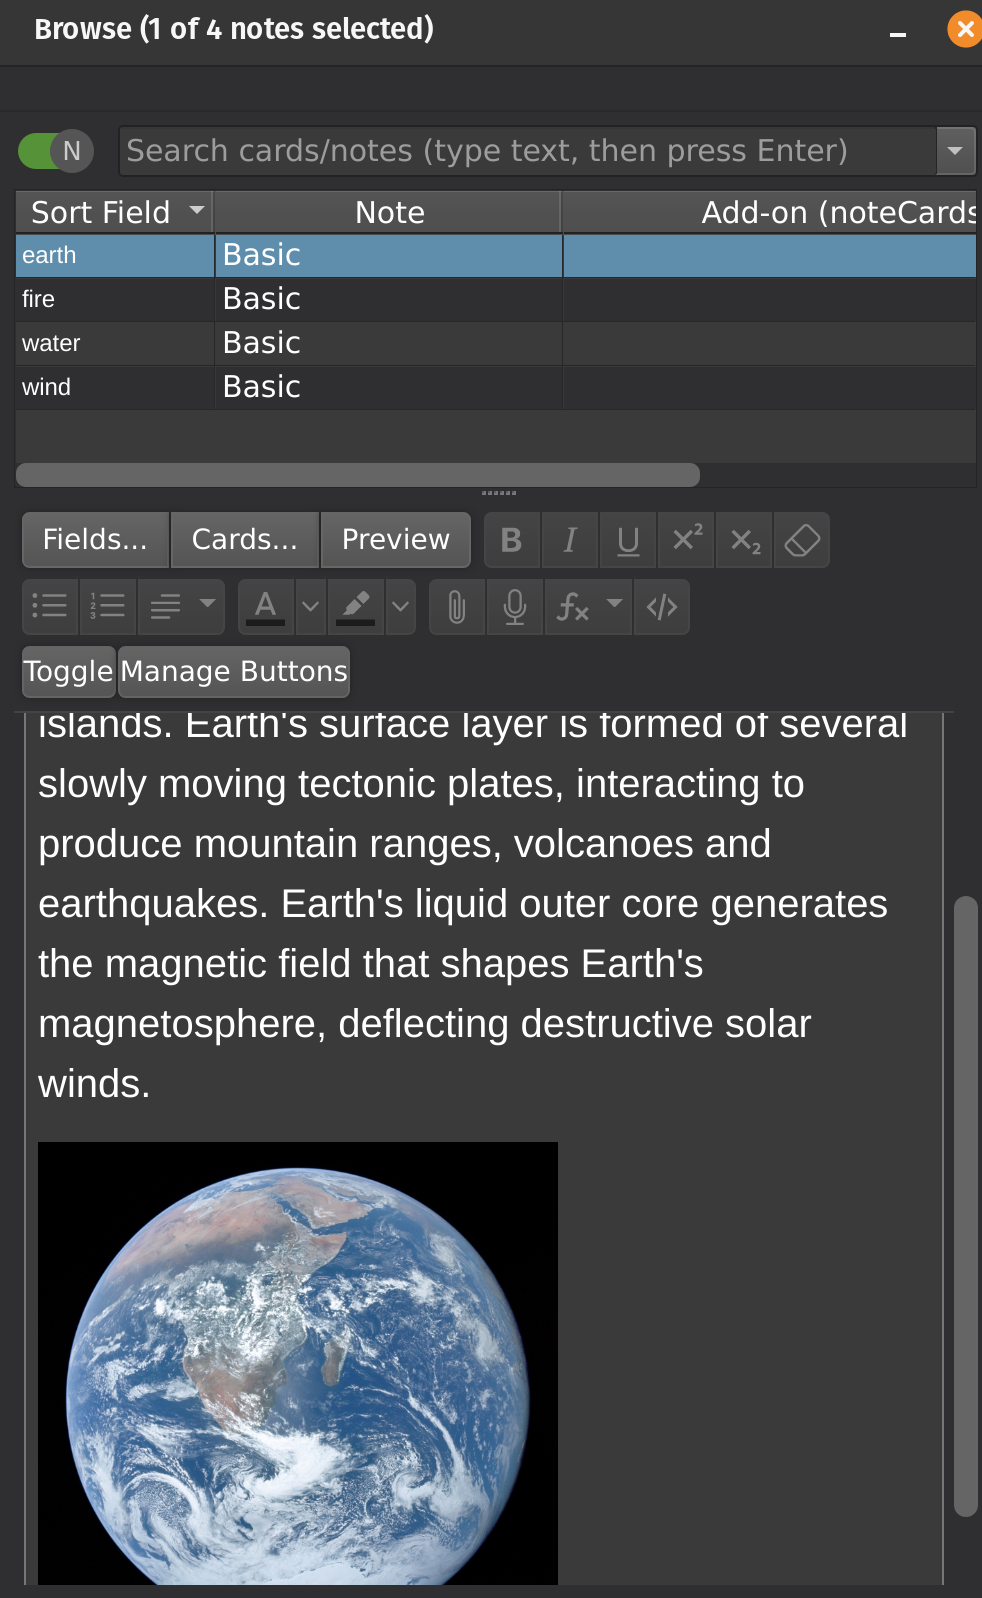 Browse (1 of 4 notes selected)
N
Search cards/notes (type text, then press Enter)
Sort Field Note Add-on (noteCards
earth Basic
fire Basic
water Basic
wind Basic
Fields... Cards... Preview B I U x² x₂
A fx </>
Toggle Manage Buttons
islands. Earth's surface layer is formed of several
slowly moving tectonic plates, interacting to
produce mountain ranges, volcanoes and
earthquakes. Earth's liquid outer core generates
the magnetic field that shapes Earth's
magnetosphere, deflecting destructive solar
winds.